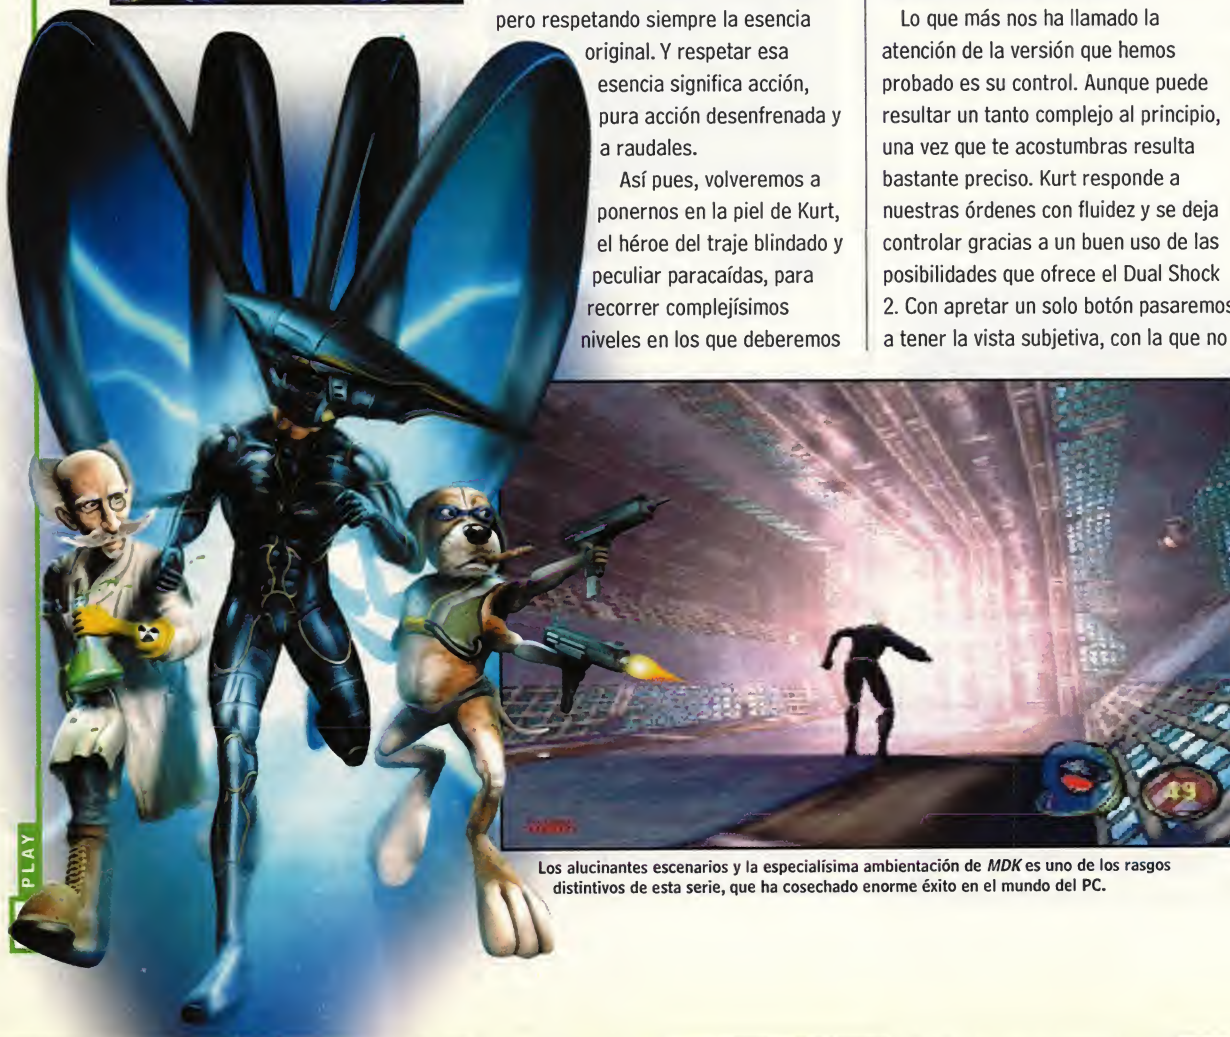 pero respetando siempre la esencia
original. Y respetar esa
esencia significa acción,
pura acción desenfrenada y
a raudales.
Así pues, volveremos a
ponernos en la piel de Kurt,
el héroe del traje blindado y
peculiar paracaídas, para
recorrer complejísimos
niveles en los que deberemos
Lo que más nos ha llamado la
atención de la versión que hemos
probado es su control. Aunque puede
resultar un tanto complejo al principio,
una vez que te acostumbras resulta
bastante preciso. Kurt responde a
nuestras órdenes con fluidez y se deja
controlar gracias a un buen uso de las
posibilidades que ofrece el Dual Shock
2. Con apretar un solo botón pasaremos
a tener la vista subjetiva, con la que no
49
Los alucinantes escenarios y la especialísima ambientación de MDK es uno de los rasgos
distintivos de esta serie, que ha cosechado enorme éxito en el mundo del PC.
PLAY